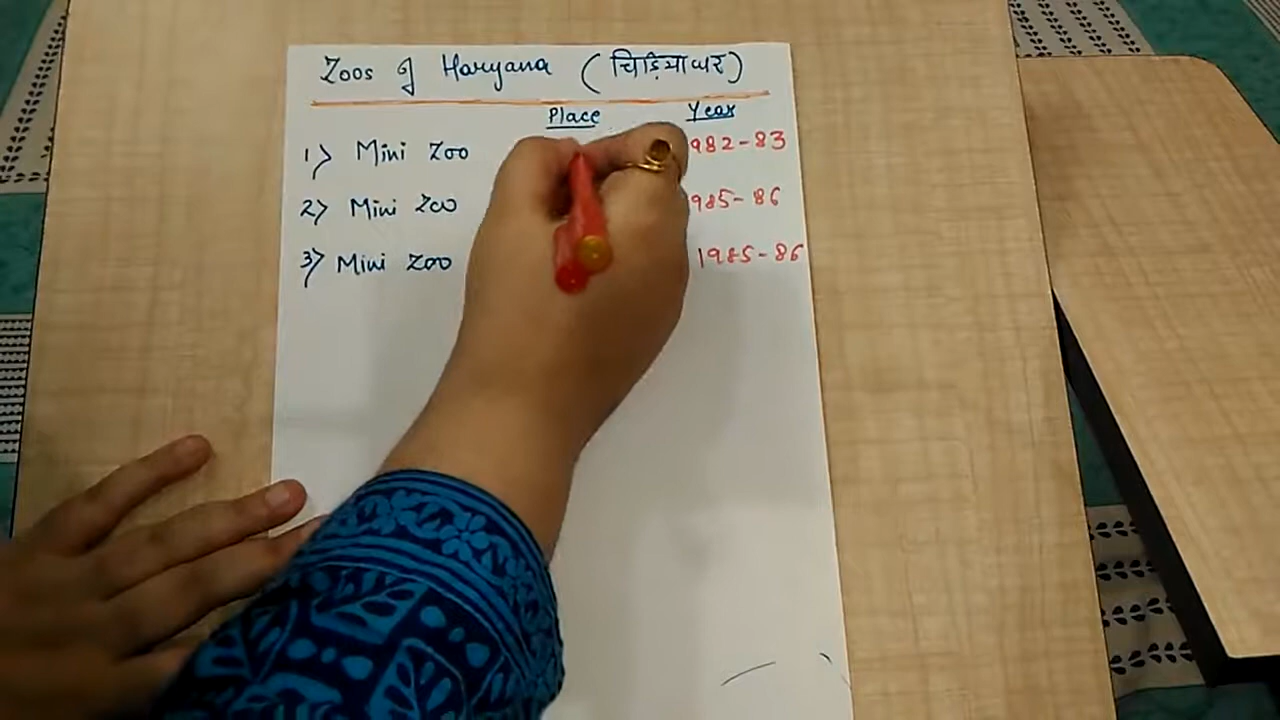 Zoos of Haryana (चिड़ियाघर)
Place Year
1) Mini Zoo 982-83
2) Mini Zoo 985-86
3) Mini Zoo 1985-86